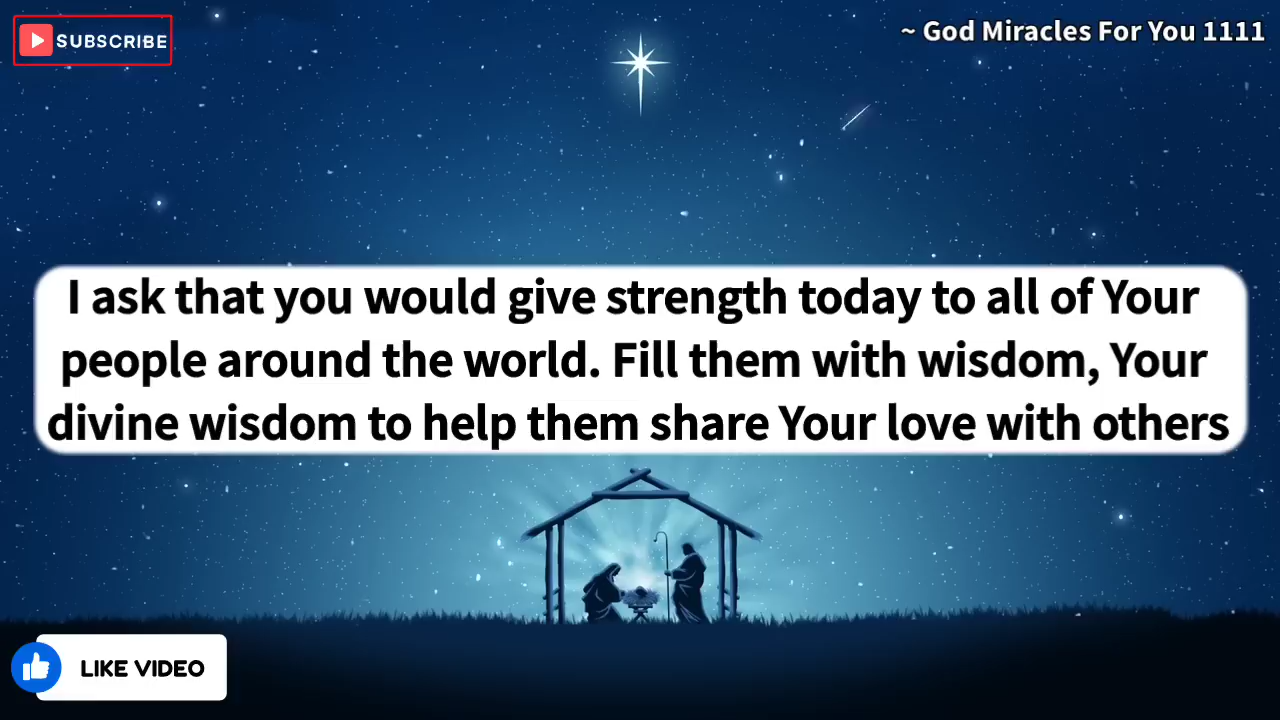 SUBSCRIBE
~ God Miracles For You 1111
I ask that you would give strength today to all of Your
people around the world. Fill them with wisdom, Your
divine wisdom to help them share Your love with others
LIKE VIDEO